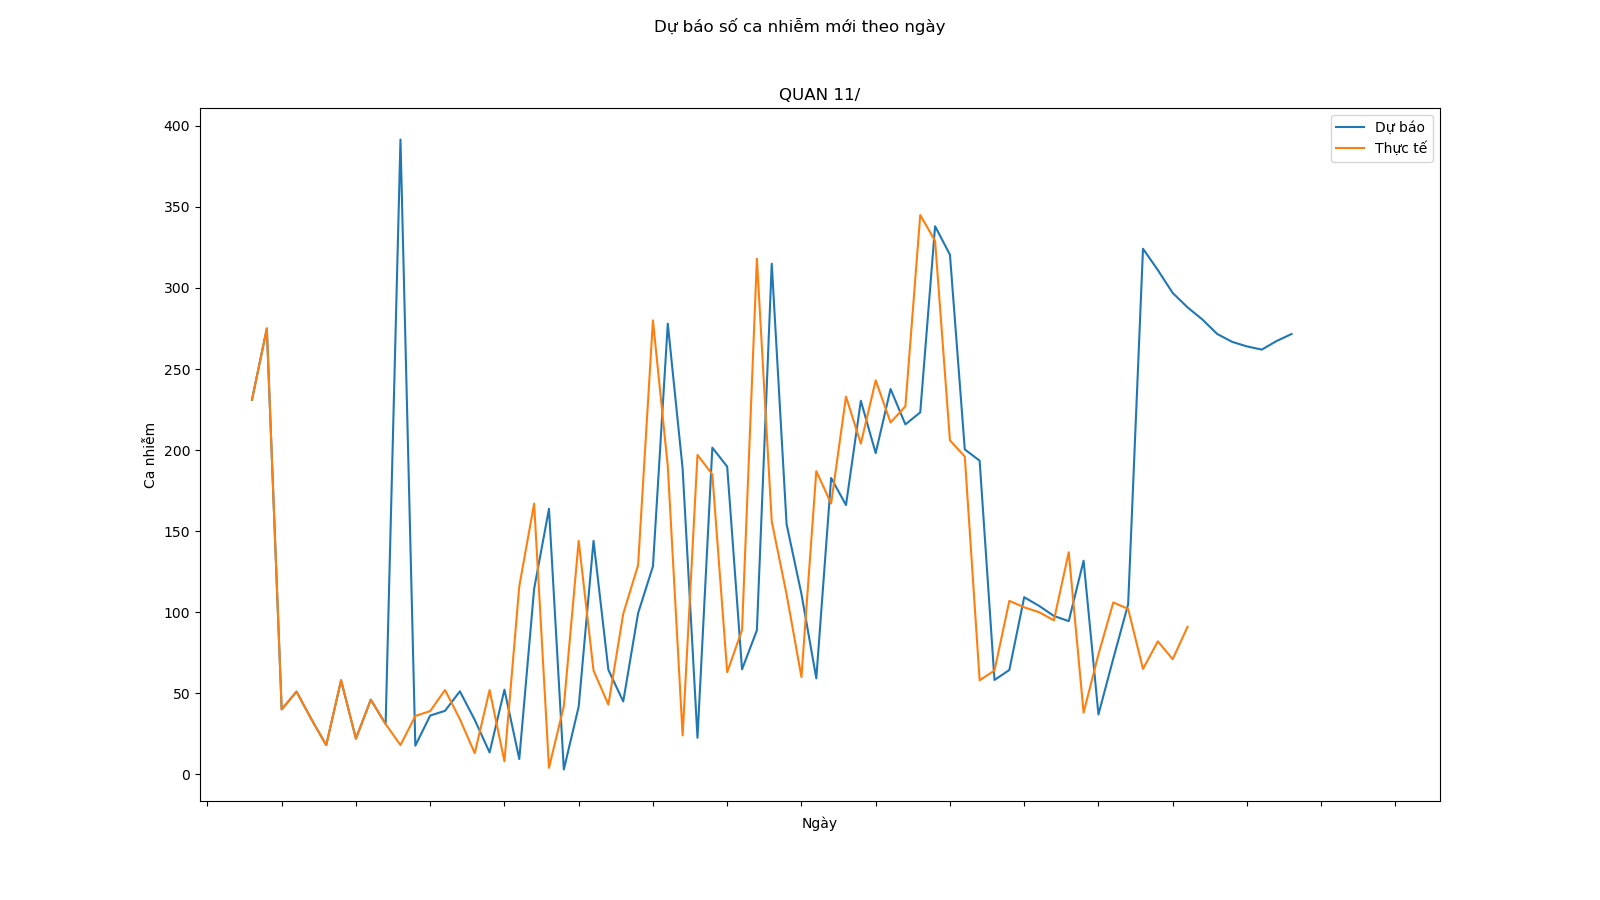 Dự báo số ca nhiễm mới theo ngày
QUAN 11/
Dự báo
Thực tế
400
350
300
250
200
150
100
50
0
Ca nhiễm
Ngày